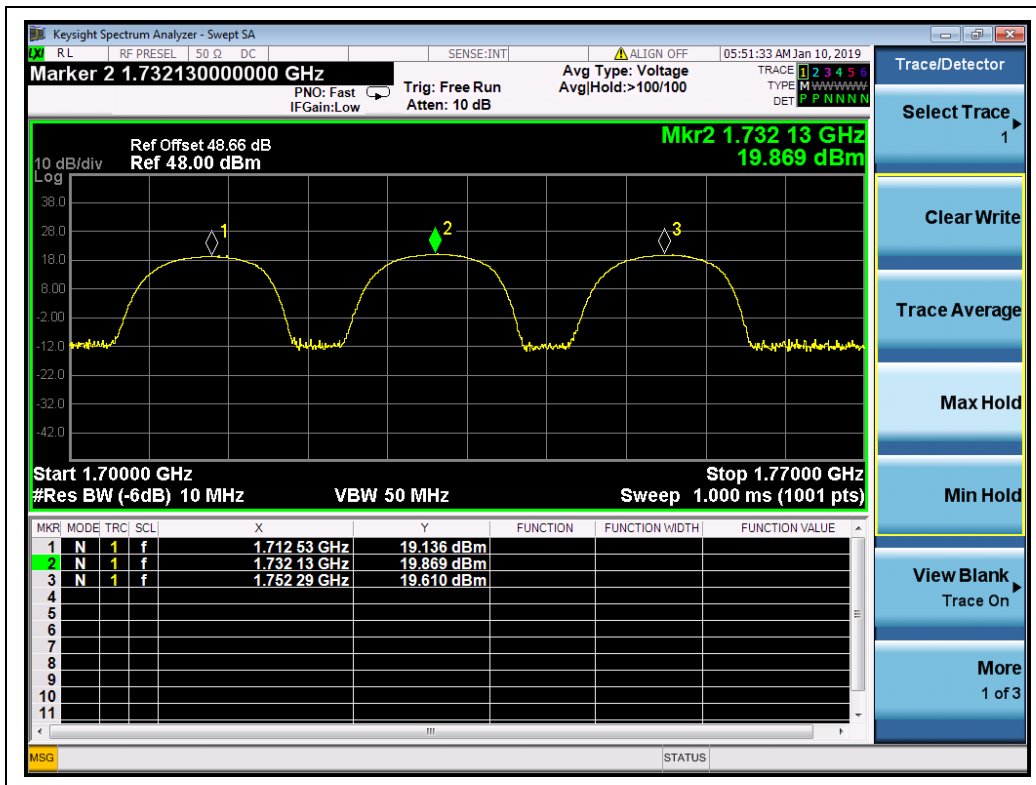 Keysight Spectrum Analyzer - Swept SA
LXI RL RF PRESEL 50 Ω DC SENSE:INT ALIGN OFF 05:51:33 AM Jan 10, 2019
Marker 2 1.732130000000 GHz
PNO: Fast
IFGain:Low
Trig: Free Run
Atten: 10 dB
Avg Type: Voltage
Avg|Hold:>100/100
TRACE 1 2 3 4 5 6
TYPE M W W W W W
DET P P N N N N
Ref Offset 48.66 dB
10 dB/div Ref 48.00 dBm
Log
Mkr2 1.732 13 GHz
19.869 dBm
38.0
28.0
18.0
8.00
-2.00
-12.0
-22.0
-32.0
-42.0
1 2 3
Start 1.70000 GHz Stop 1.77000 GHz
#Res BW (-6dB) 10 MHz VBW 50 MHz Sweep 1.000 ms (1001 pts)
MKR MODE TRC SCL X Y FUNCTION FUNCTION WIDTH FUNCTION VALUE
1 N 1 f 1.712 53 GHz 19.136 dBm
2 N 1 f 1.732 13 GHz 19.869 dBm
3 N 1 f 1.752 29 GHz 19.610 dBm
4
5
6
7
8
9
10
11
MSG STATUS
Trace/Detector
Select Trace
1
Clear Write
Trace Average
Max Hold
Min Hold
View Blank
Trace On
More
1 of 3